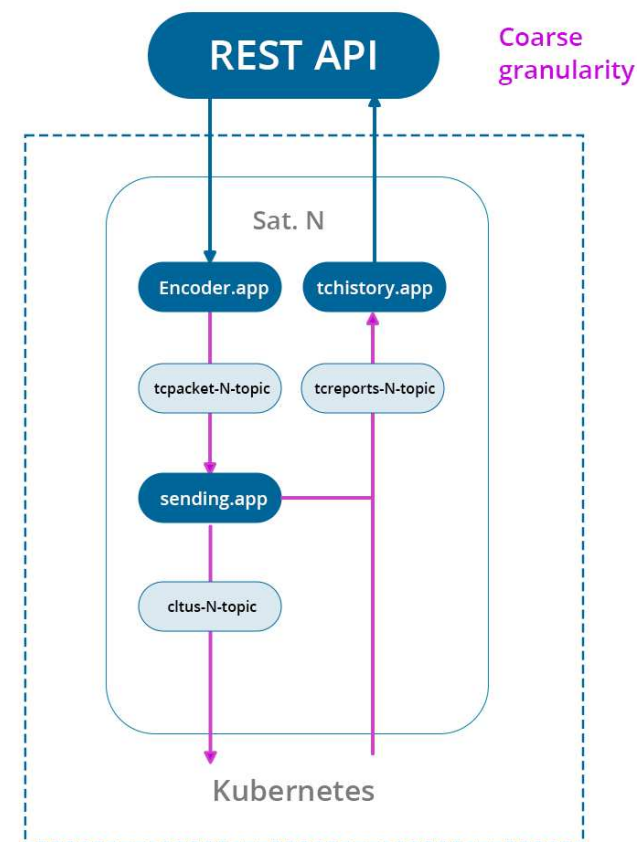 REST API
Coarse
granularity
Sat. N
Encoder.app
tchistory.app
tcpacket-N-topic
tcreports-N-topic
sending.app
cltus-N-topic
Kubernetes